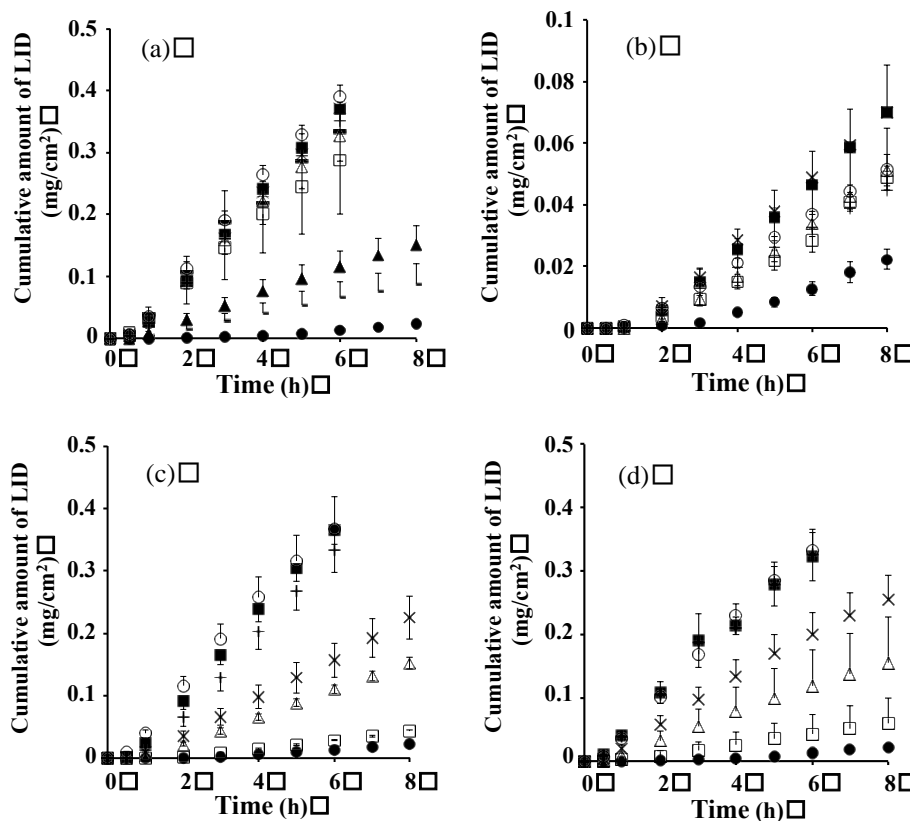 (a)□
Cumulative amount of LID
(mg/cm²)□
0.5
0.4
0.3
0.2
0.1
0
0□ 2□ 4□ 6□ 8□
Time (h)□
(b)□
Cumulative amount of LID
(mg/cm²)□
0.1
0.08
0.06
0.04
0.02
0
0□ 2□ 4□ 6□ 8□
Time (h)□
(c)□
Cumulative amount of LID
(mg/cm²)□
0.5
0.4
0.3
0.2
0.1
0
0□ 2□ 4□ 6□ 8□
Time (h)□
(d)□
Cumulative amount of LID
(mg/cm²)□
0.5
0.4
0.3
0.2
0.1
0
0□ 2□ 4□ 6□ 8□
Time (h)□